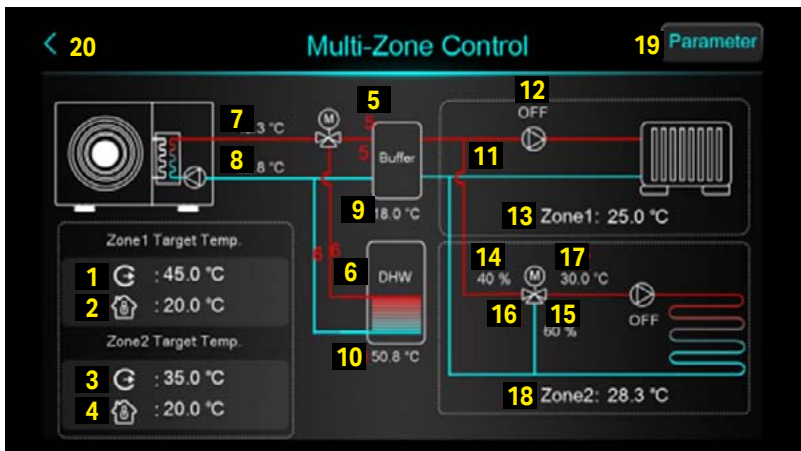 20 Multi-Zone Control 19 Parameter
5 12
7 M OFF
.3 °C 5
8 5 11
.8 °C Buffer
9 18.0 °C 13 Zone1: 25.0 °C
Zone1 Target Temp.
6 6 14 17
1 : 45.0 °C 6 DHW 40 % M 30.0 °C
2 : 20.0 °C 16 15 OFF
Zone2 Target Temp. 60 %
10 50.8 °C
3 : 35.0 °C
4 : 20.0 °C 18 Zone2: 28.3 °C